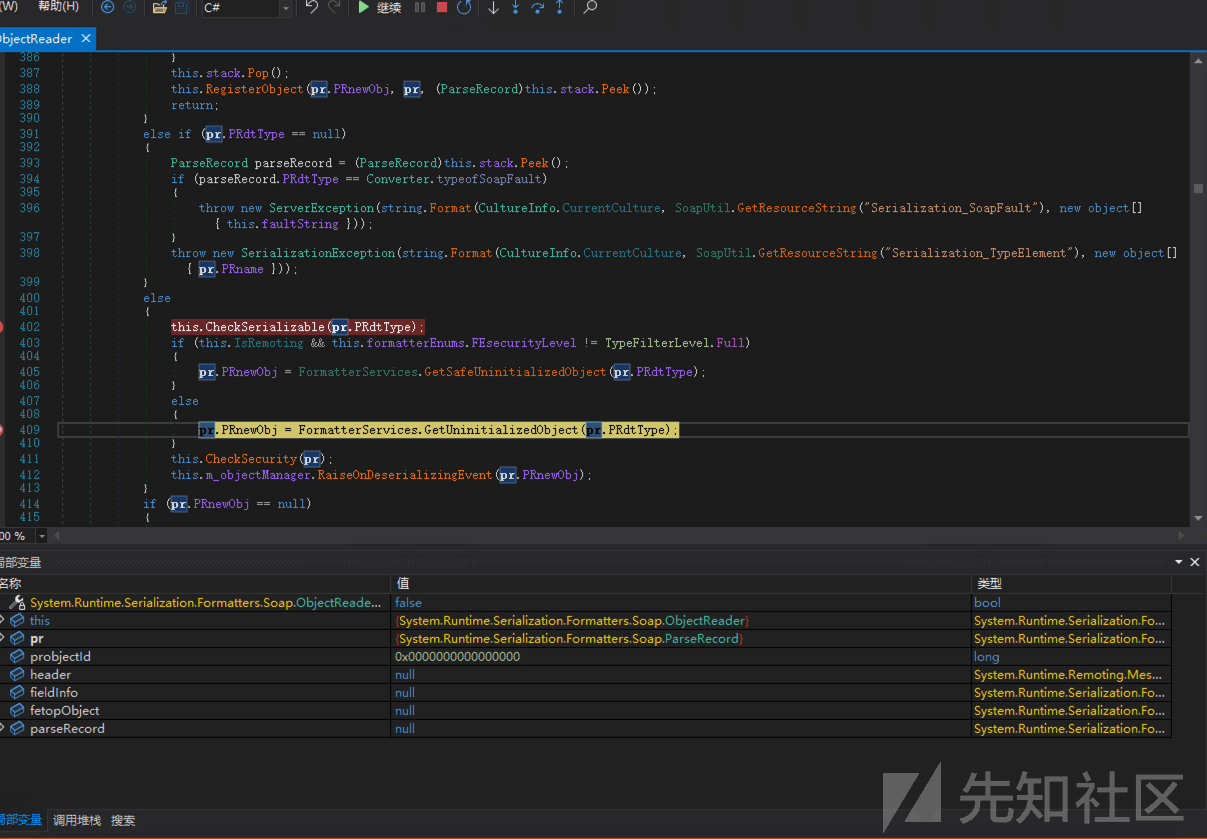 (W) 帮助(H) C# 继续
ObjectReader ×
386 }
387 this.stack.Pop();
388 this.RegisterObject(pr.PRnewObj, pr, (ParseRecord)this.stack.Peek());
389 return;
390 }
391 else if (pr.PRdtType == null)
392 {
393 ParseRecord parseRecord = (ParseRecord)this.stack.Peek();
394 if (parseRecord.PRdtType == Converter.typeofSoapFault)
395 {
396 throw new ServerException(string.Format(CultureInfo.CurrentCulture, SoapUtil.GetResourceString("Serialization_SoapFault"), new object[]
{ this.faultString }));
397 }
398 throw new SerializationException(string.Format(CultureInfo.CurrentCulture, SoapUtil.GetResourceString("Serialization_TypeElement"), new object[]
{ pr.PRname }));
399 }
400 else
401 {
402 this.CheckSerializable(pr.PRdtType);
403 if (this.IsRemoting && this.formatterEnums.FEsecurityLevel != TypeFilterLevel.Full)
404 {
405 pr.PRnewObj = FormatterServices.GetSafeUninitializedObject(pr.PRdtType);
406 }
407 else
408 {
409 pr.PRnewObj = FormatterServices.GetUninitializedObject(pr.PRdtType);
410 }
411 this.CheckSecurity(pr);
412 this.m_objectManager.RaiseOnDeserializingEvent(pr.PRnewObj);
413 }
414 if (pr.PRnewObj == null)
415 {
00 %
局部变量
名称 值 类型
System.Runtime.Serialization.Formatters.Soap.ObjectReade... false bool
this {System.Runtime.Serialization.Formatters.Soap.ObjectReader} System.Runtime.Serialization.Fo...
pr {System.Runtime.Serialization.Formatters.Soap.ParseRecord} System.Runtime.Serialization.Fo...
probjectId 0x0000000000000000 long
header null System.Runtime.Remoting.Mes...
fieldInfo null System.Runtime.Serialization.Fo...
fetopObject null System.Runtime.Serialization.Fo...
parseRecord null System.Runtime.Serialization.Fo...
局部变量 调用堆栈 搜索
先知社区